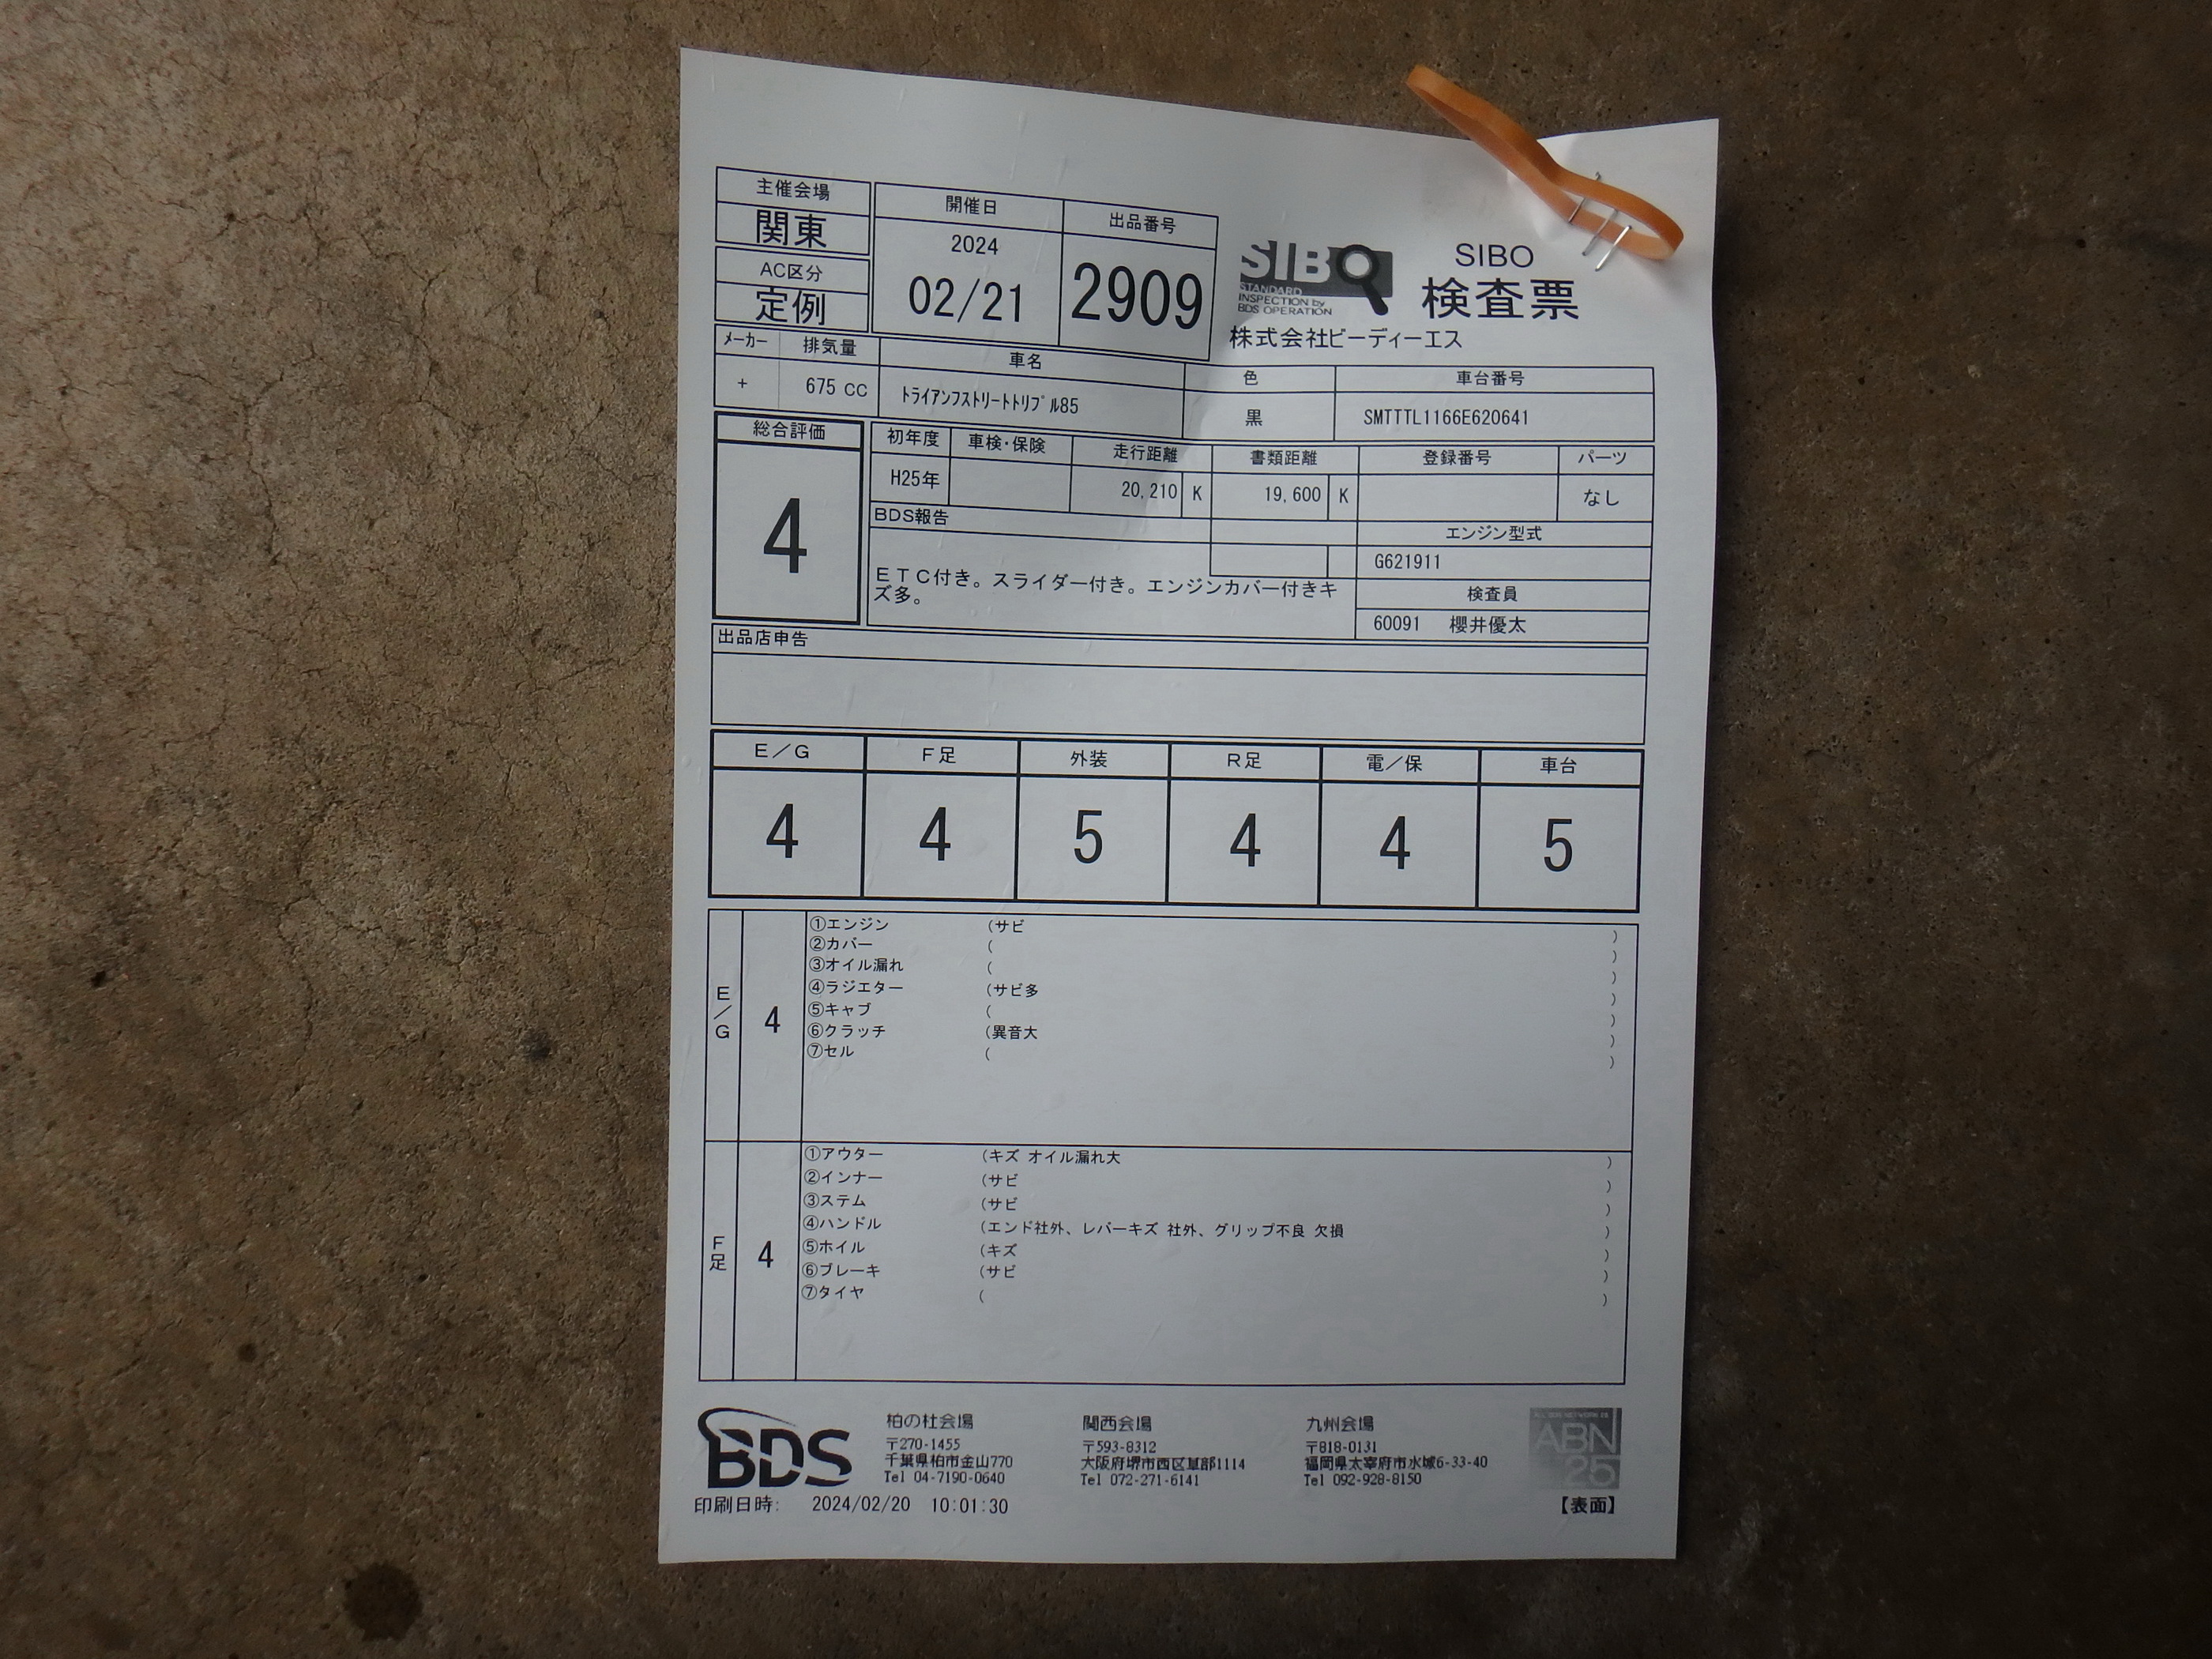 主催会場
関東
AC区分
定例
開催日
2024
02/21
出品番号
2909
SIBO
STANDARD
INSPECTION by
BDS OPERATION
SIBO
検査票
株式会社ビーディーエス
ﾒｰｶｰ 排気量 車名 色 車台番号
+ 675 CC ﾄﾗｲｱﾝﾌｽﾄﾘｰﾄﾄﾘﾌﾟﾙ85 黒 SMTTTL1166E620641
総合評価
4
初年度 車検・保険 走行距離 書類距離 登録番号 パーツ
H25年 20,210 K 19,600 K なし
BDS報告
ＥＴＣ付き。スライダー付き。エンジンカバー付きキ
ズ多。
エンジン型式
G621911
検査員
60091 櫻井優太
出品店申告
Ｅ／Ｇ Ｆ足 外装 Ｒ足 電／保 車台
4 4 5 4 4 5
Ｅ／Ｇ
4
①エンジン (サビ )
②カバー ( )
③オイル漏れ ( )
④ラジエター (サビ多 )
⑤キャブ ( )
⑥クラッチ (異音大 )
⑦セル ( )
Ｆ足
4
①アウター (キズ オイル漏れ大 )
②インナー (サビ )
③ステム (サビ )
④ハンドル (エンド社外、レバーキズ 社外、グリップ不良 欠損 )
⑤ホイル (キズ )
⑥ブレーキ (サビ )
⑦タイヤ ( )
BDS
柏の杜会場
〒270-1455
千葉県柏市金山770
Tel 04-7190-0640
関西会場
〒593-8312
大阪府堺市西区草部1114
Tel 072-271-6141
九州会場
〒818-0131
福岡県太宰府市水城6-33-40
Tel 092-928-8150
ABN
25
印刷日時: 2024/02/20 10:01:30
【表面】